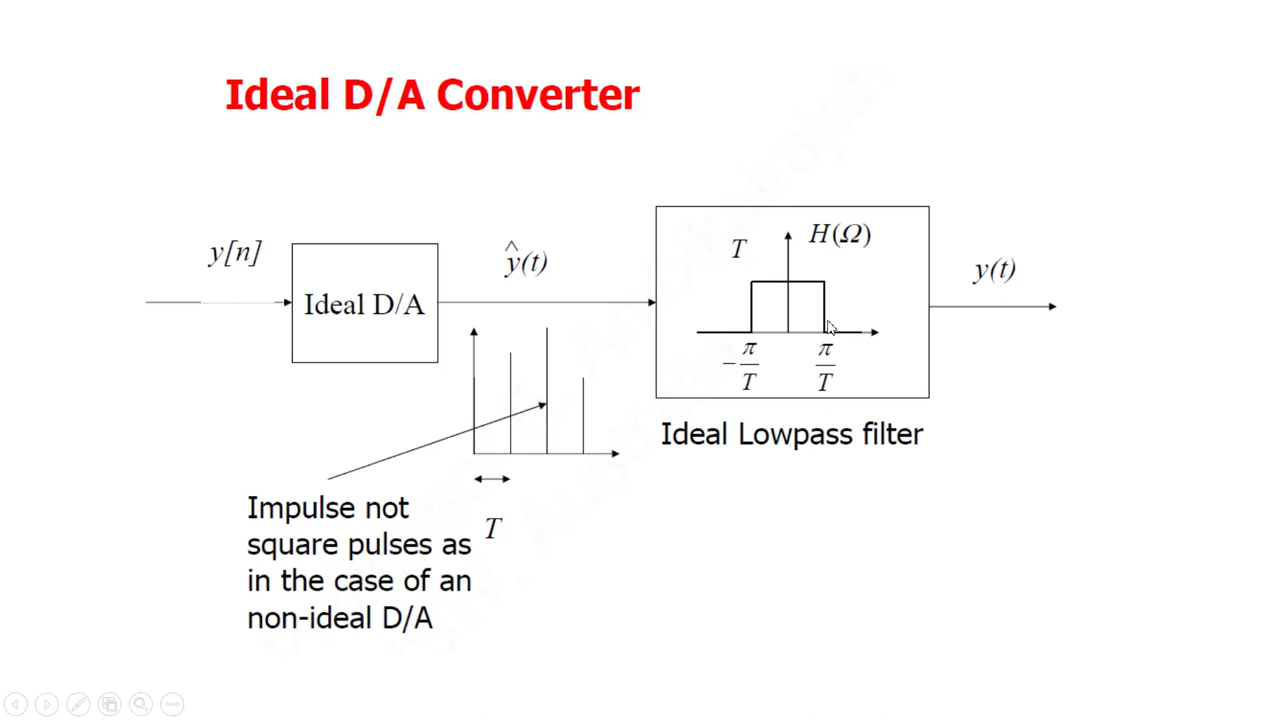 Ideal D/A Converter
y[n]
Ideal D/A
ŷ(t)
T
H(Ω)
-π/T
π/T
y(t)
Ideal Lowpass filter
Impulse not
square pulses as
in the case of an
non-ideal D/A
T